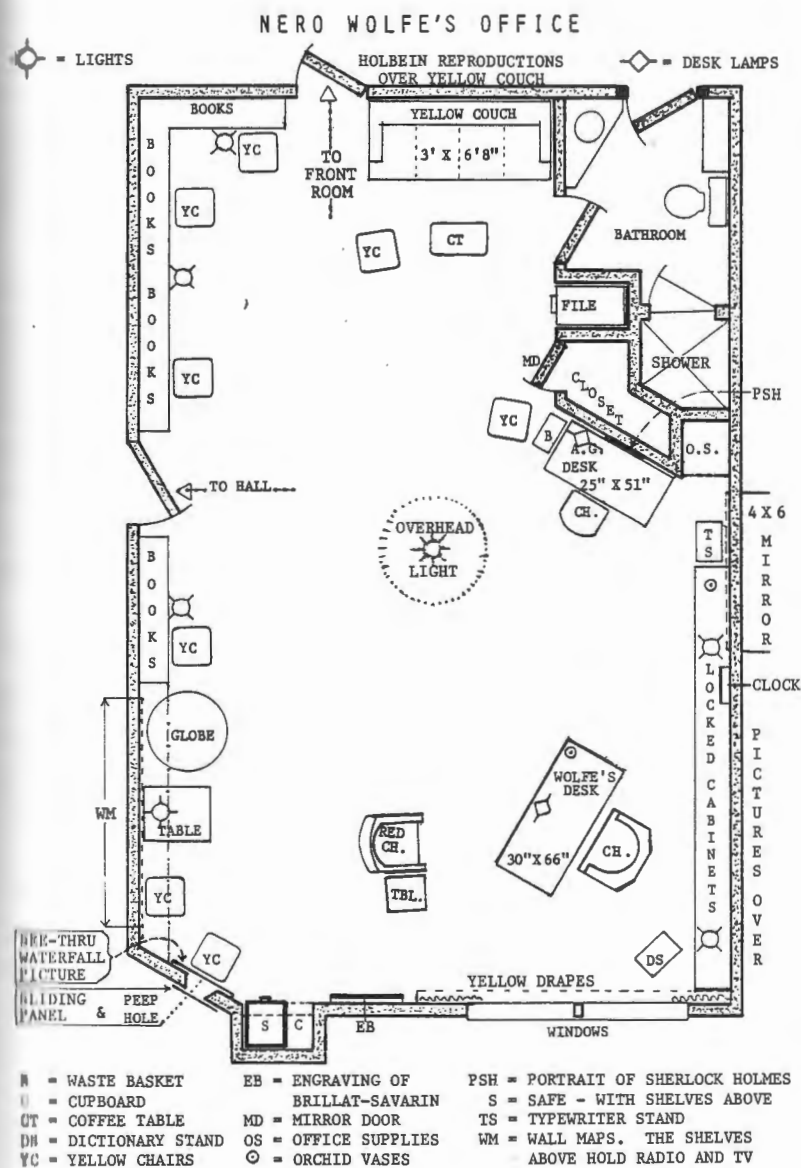 NERO WOLFE'S OFFICE
= LIGHTS
HOLBEIN REPRODUCTIONS
OVER YELLOW COUCH
= DESK LAMPS
BOOKS
YELLOW COUCH
3' X 6'8"
TO
FRONT
ROOM
YC
BOOKS BOOKS
YC
YC
CT
BATHROOM
FILE
MD
SHOWER
CLOSET
PSH
YC
YC
B
A.G.
DESK
25" X 51"
O.S.
CH.
TO HALL
4X6
MIRROR
OVERHEAD
LIGHT
TS
BOOKS
YC
LOCKED CABINETS
CLOCK
GLOBE
PICTURES OVER
WOLFE'S
DESK
30"X66"
CH.
WM
TABLE
RED
CH.
TBL.
YC
YC
DS
SEE-THRU
WATERFALL
PICTURE
SLIDING PEEP
PANEL & HOLE
YELLOW DRAPES
S C
EB
WINDOWS
= WASTE BASKET
= CUPBOARD
CT = COFFEE TABLE
= DICTIONARY STAND
YC = YELLOW CHAIRS
EB = ENGRAVING OF
BRILLAT-SAVARIN
MD = MIRROR DOOR
OS = OFFICE SUPPLIES
= ORCHID VASES
PSH = PORTRAIT OF SHERLOCK HOLMES
S = SAFE - WITH SHELVES ABOVE
TS = TYPEWRITER STAND
WM = WALL MAPS. THE SHELVES
ABOVE HOLD RADIO AND TV